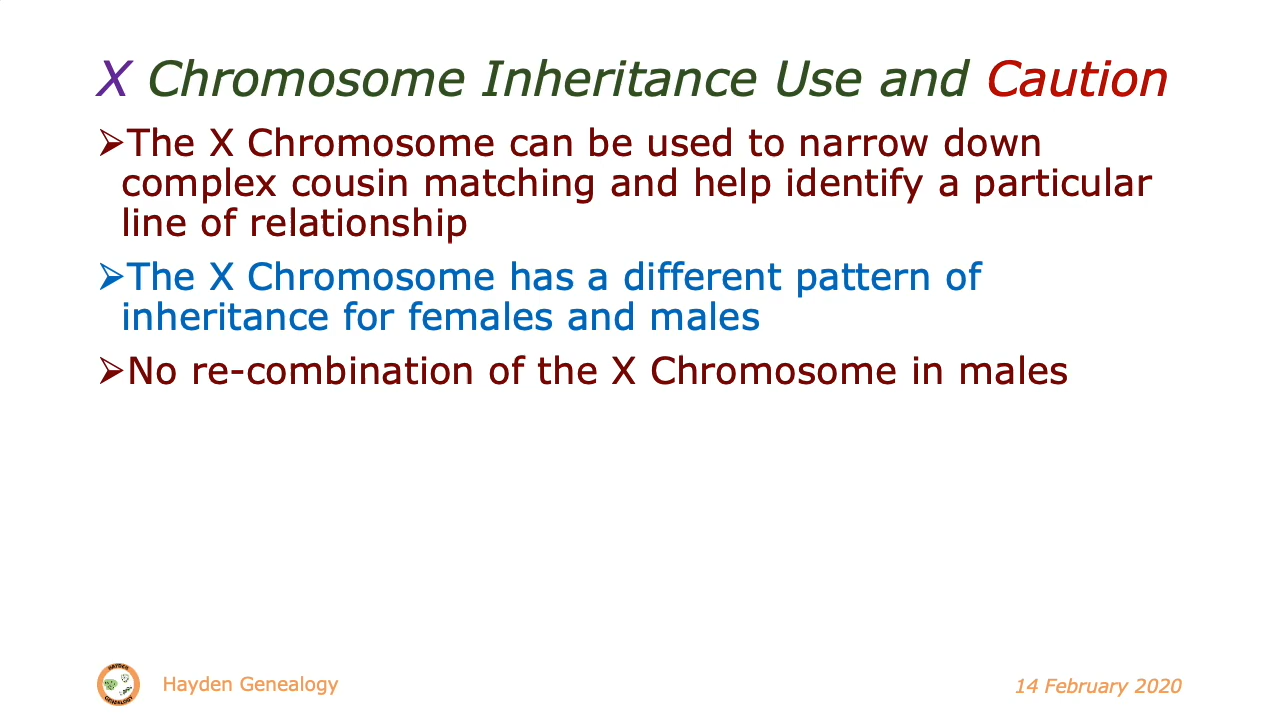 X Chromosome Inheritance Use and Caution
➢The X Chromosome can be used to narrow down
complex cousin matching and help identify a particular
line of relationship
➢The X Chromosome has a different pattern of
inheritance for females and males
➢No re-combination of the X Chromosome in males
HAYDEN
GENEALOGY
Hayden Genealogy
14 February 2020